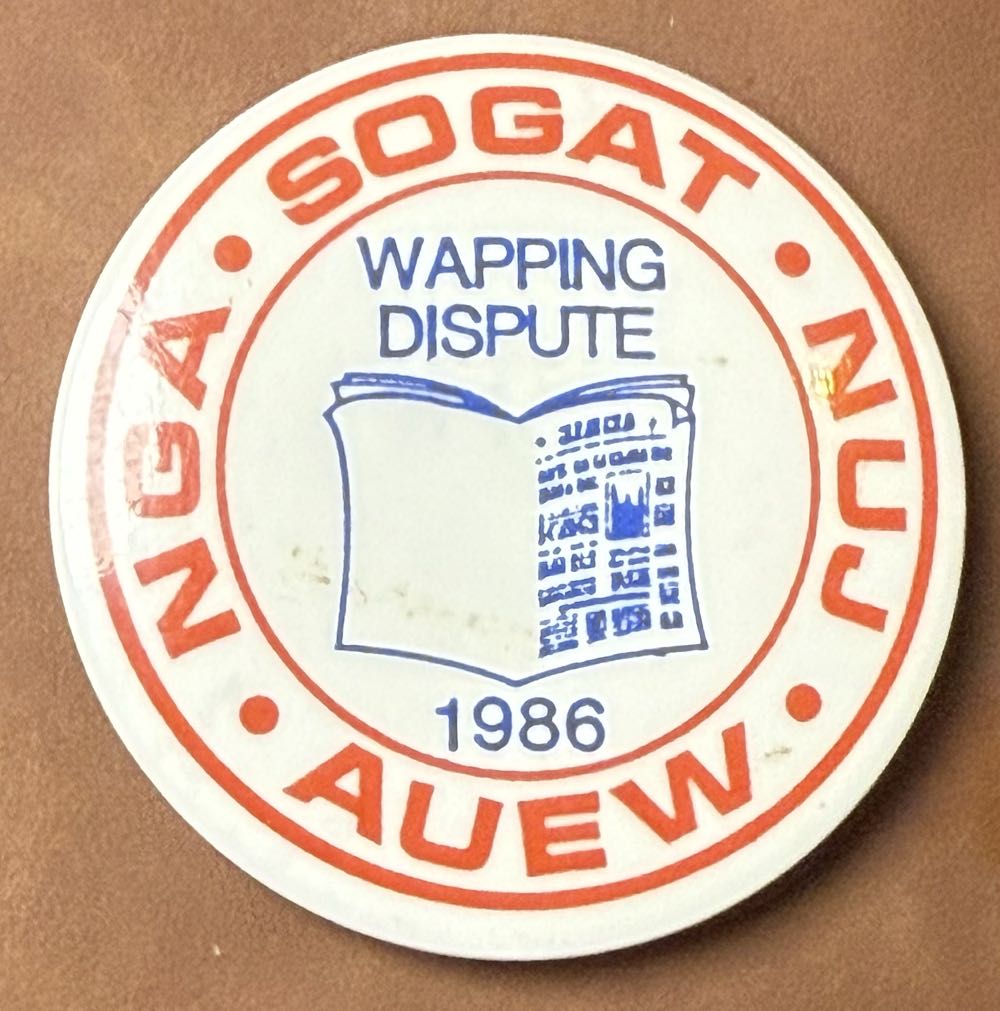 SOGAT · NUJ · AUEW · NGA ·
WAPPING
DISPUTE
1986